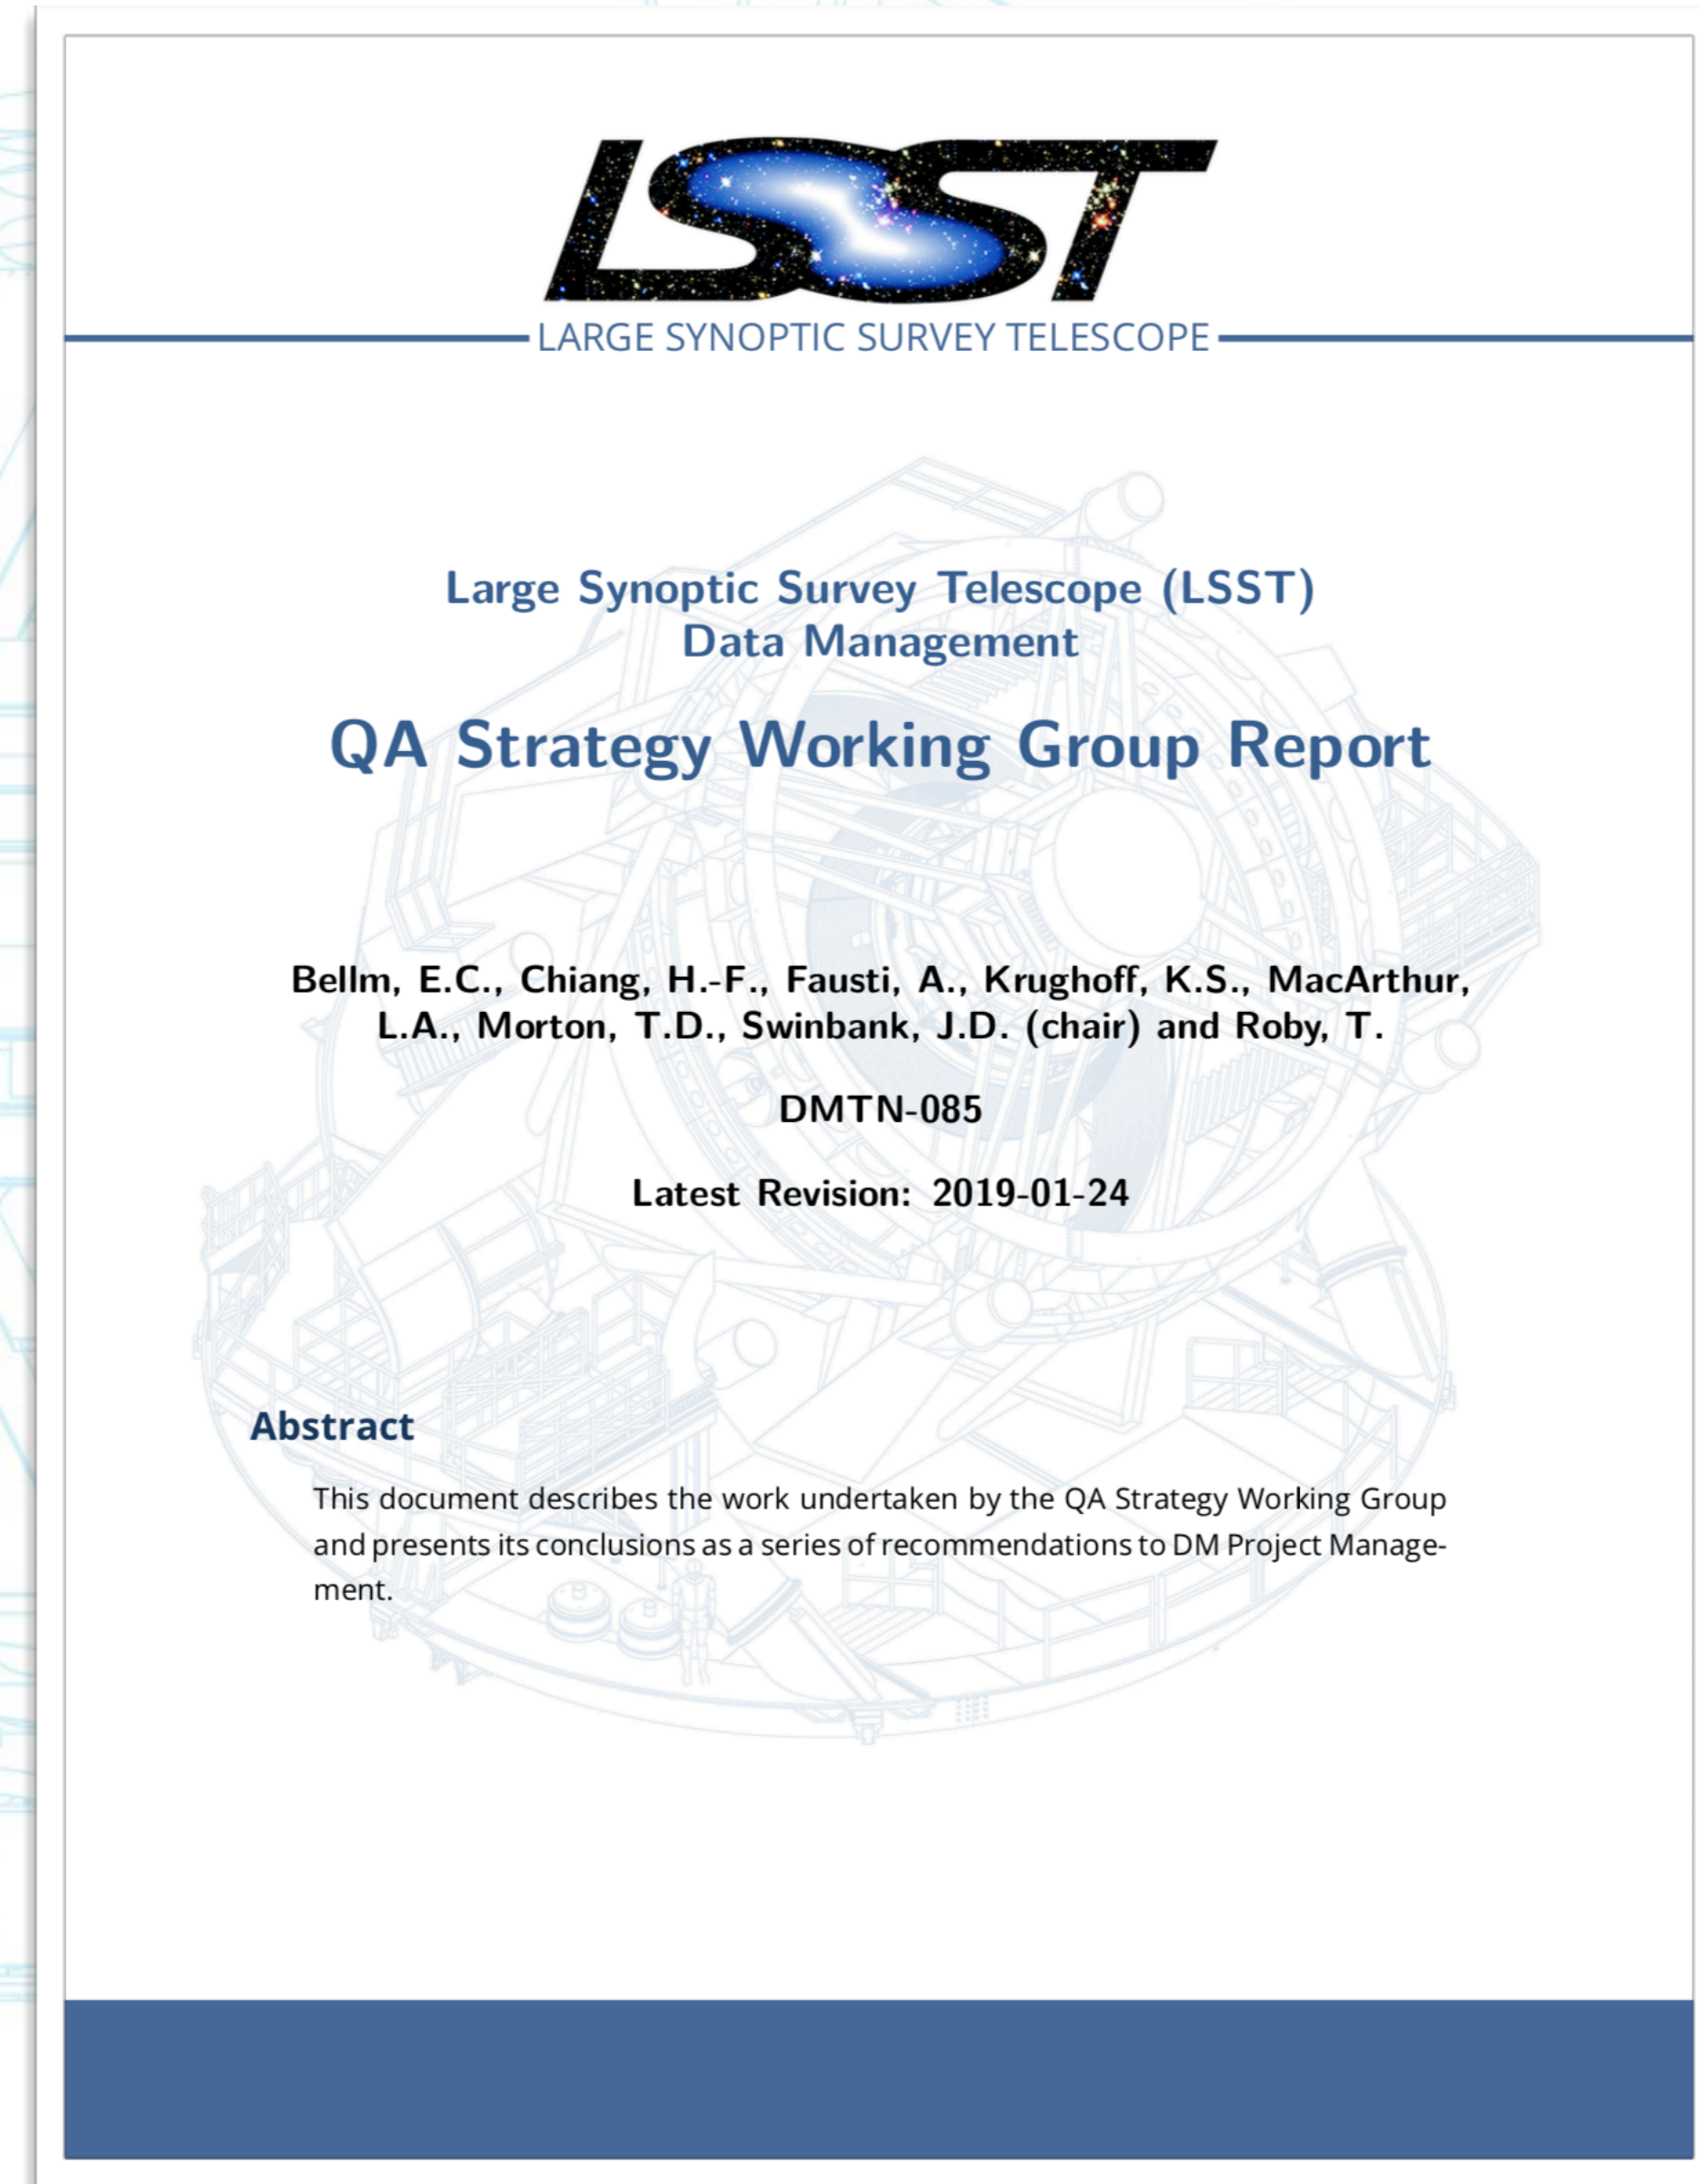 LSST
LARGE SYNOPTIC SURVEY TELESCOPE
Large Synoptic Survey Telescope (LSST)
Data Management
QA Strategy Working Group Report
Bellm, E.C., Chiang, H.-F., Fausti, A., Krughoff, K.S., MacArthur,
L.A., Morton, T.D., Swinbank, J.D. (chair) and Roby, T.
DMTN-085
Latest Revision: 2019-01-24
Abstract
This document describes the work undertaken by the QA Strategy Working Group
and presents its conclusions as a series of recommendations to DM Project Manage-
ment.